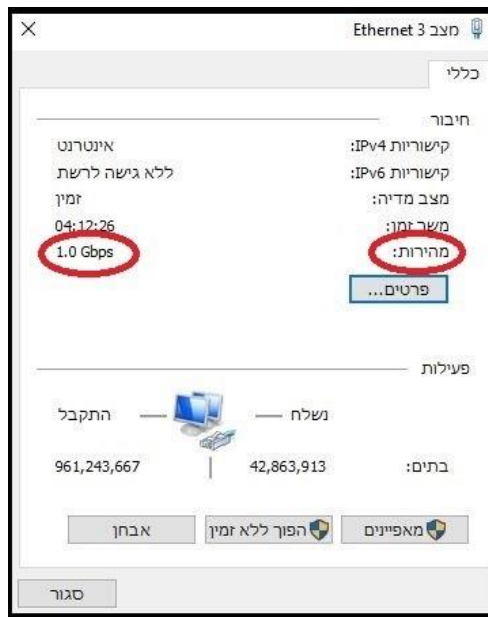 מצב Ethernet 3
כללי
חיבור
קישוריות IPv4: אינטרנט
קישוריות IPv6: ללא גישה לרשת
מצב מדיה: זמין
משך זמן: 04:12:26
מהירות: 1.0 Gbps
פרטים...
פעילות
נשלח — התקבל
בתים: 42,863,913 | 961,243,667
מאפיינים הפוך ללא זמין אבחן
סגור